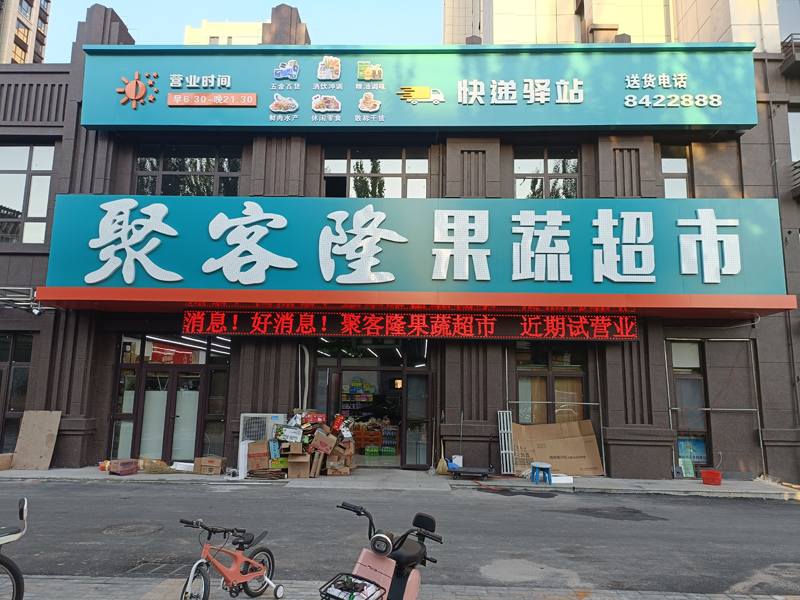 营业时间
早6:30-晚21:30
五金百货
酒饮冲调
粮油调味
鲜肉水产
休闲零食
散称干货
快递驿站
送货电话
8422888
聚客隆果蔬超市
消息！好消息！聚客隆果蔬超市 近期试营业